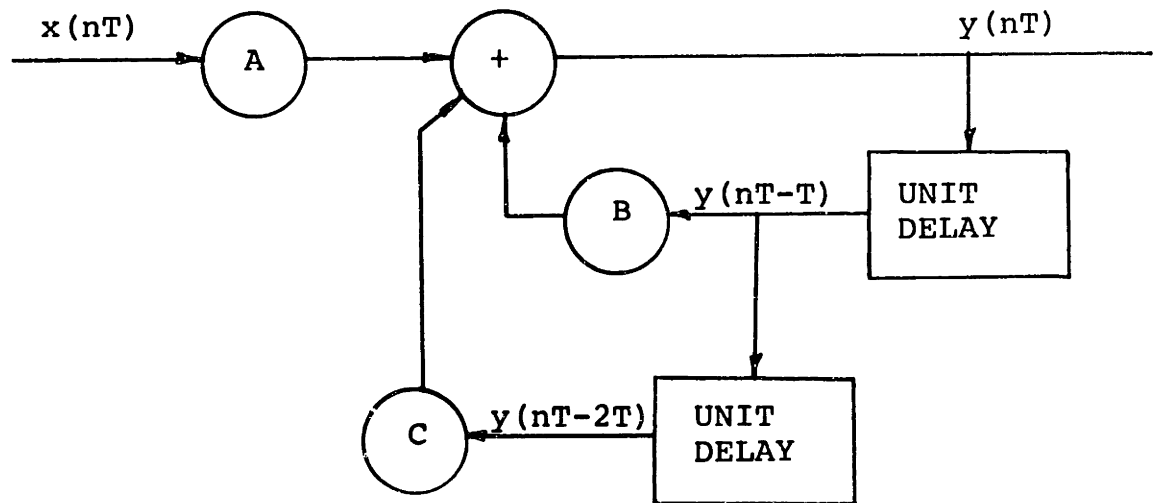 x(nT)
y(nT)
A
+
B
y(nT-T)
UNIT
DELAY
C
y(nT-2T)
UNIT
DELAY